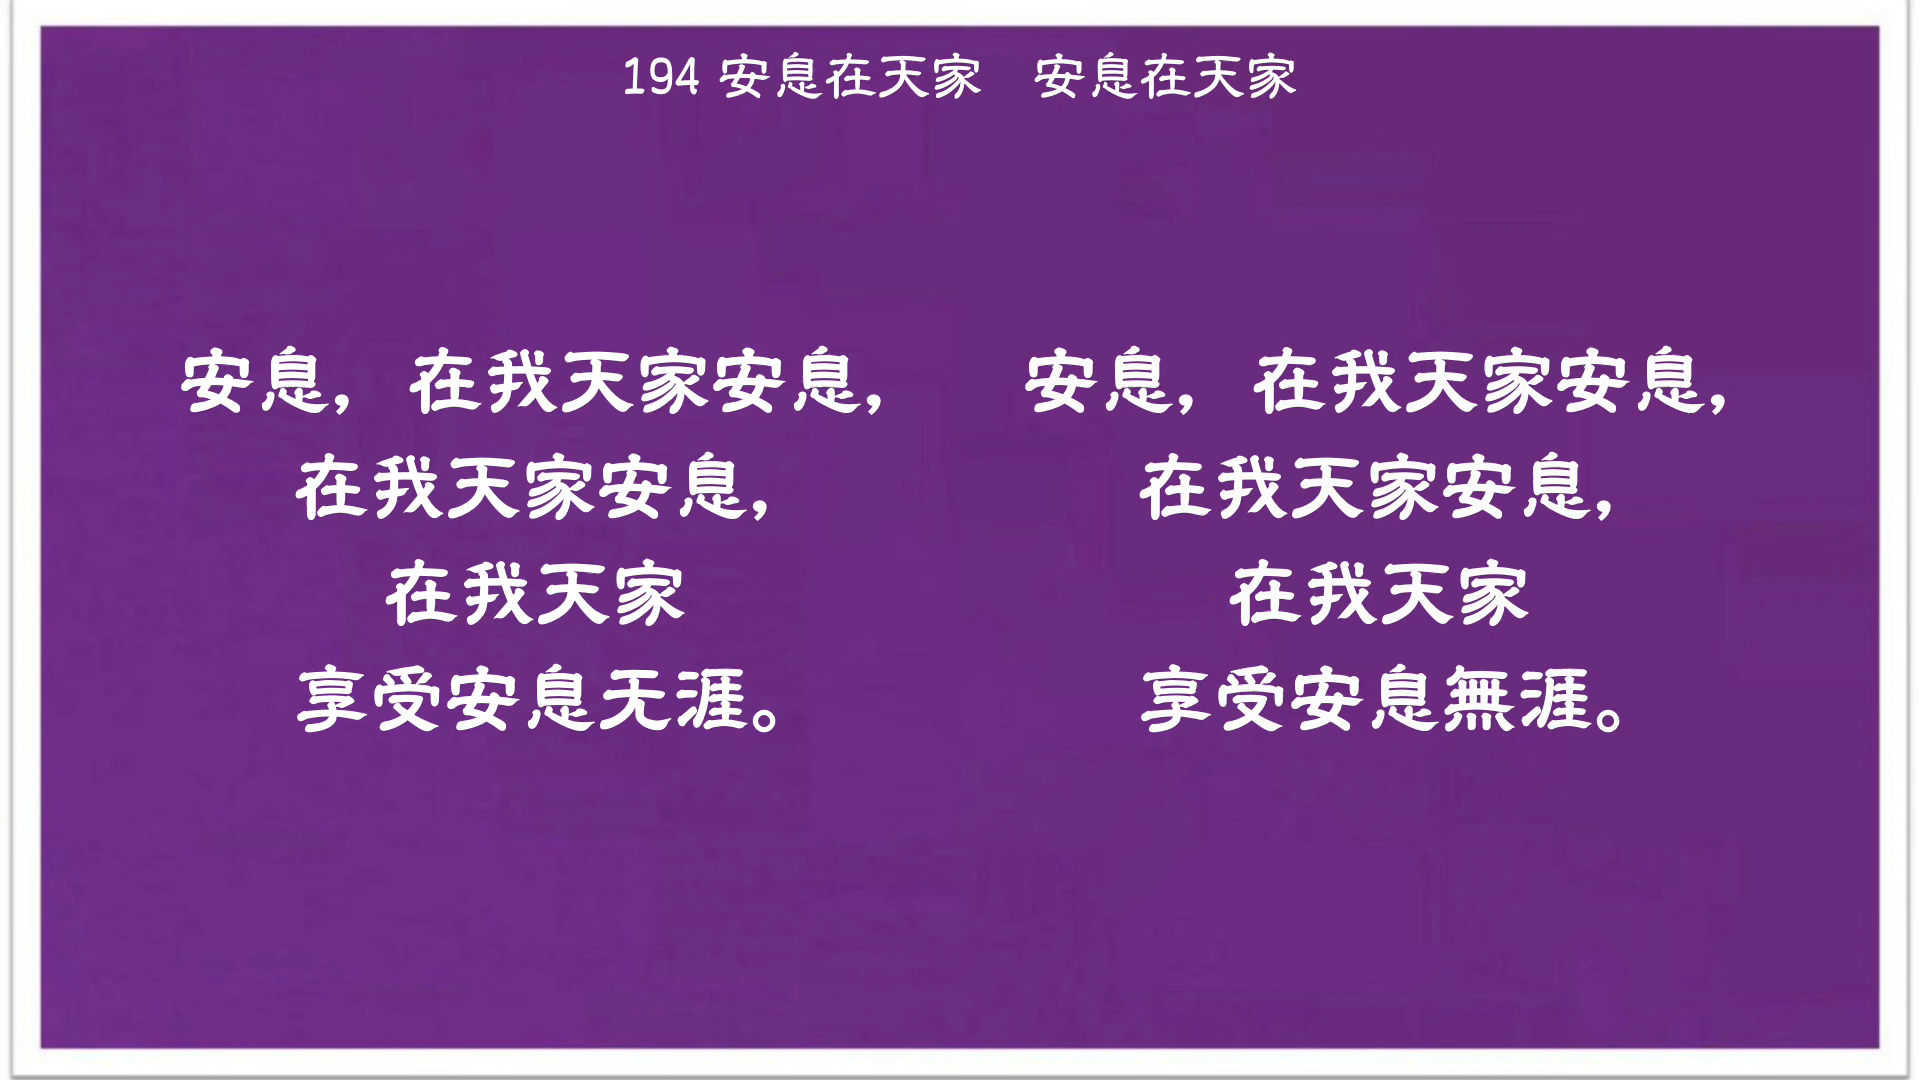 194 安息在天家　安息在天家
安息，在我天家安息，
在我天家安息，
在我天家
享受安息无涯。
安息，在我天家安息，
在我天家安息，
在我天家
享受安息無涯。